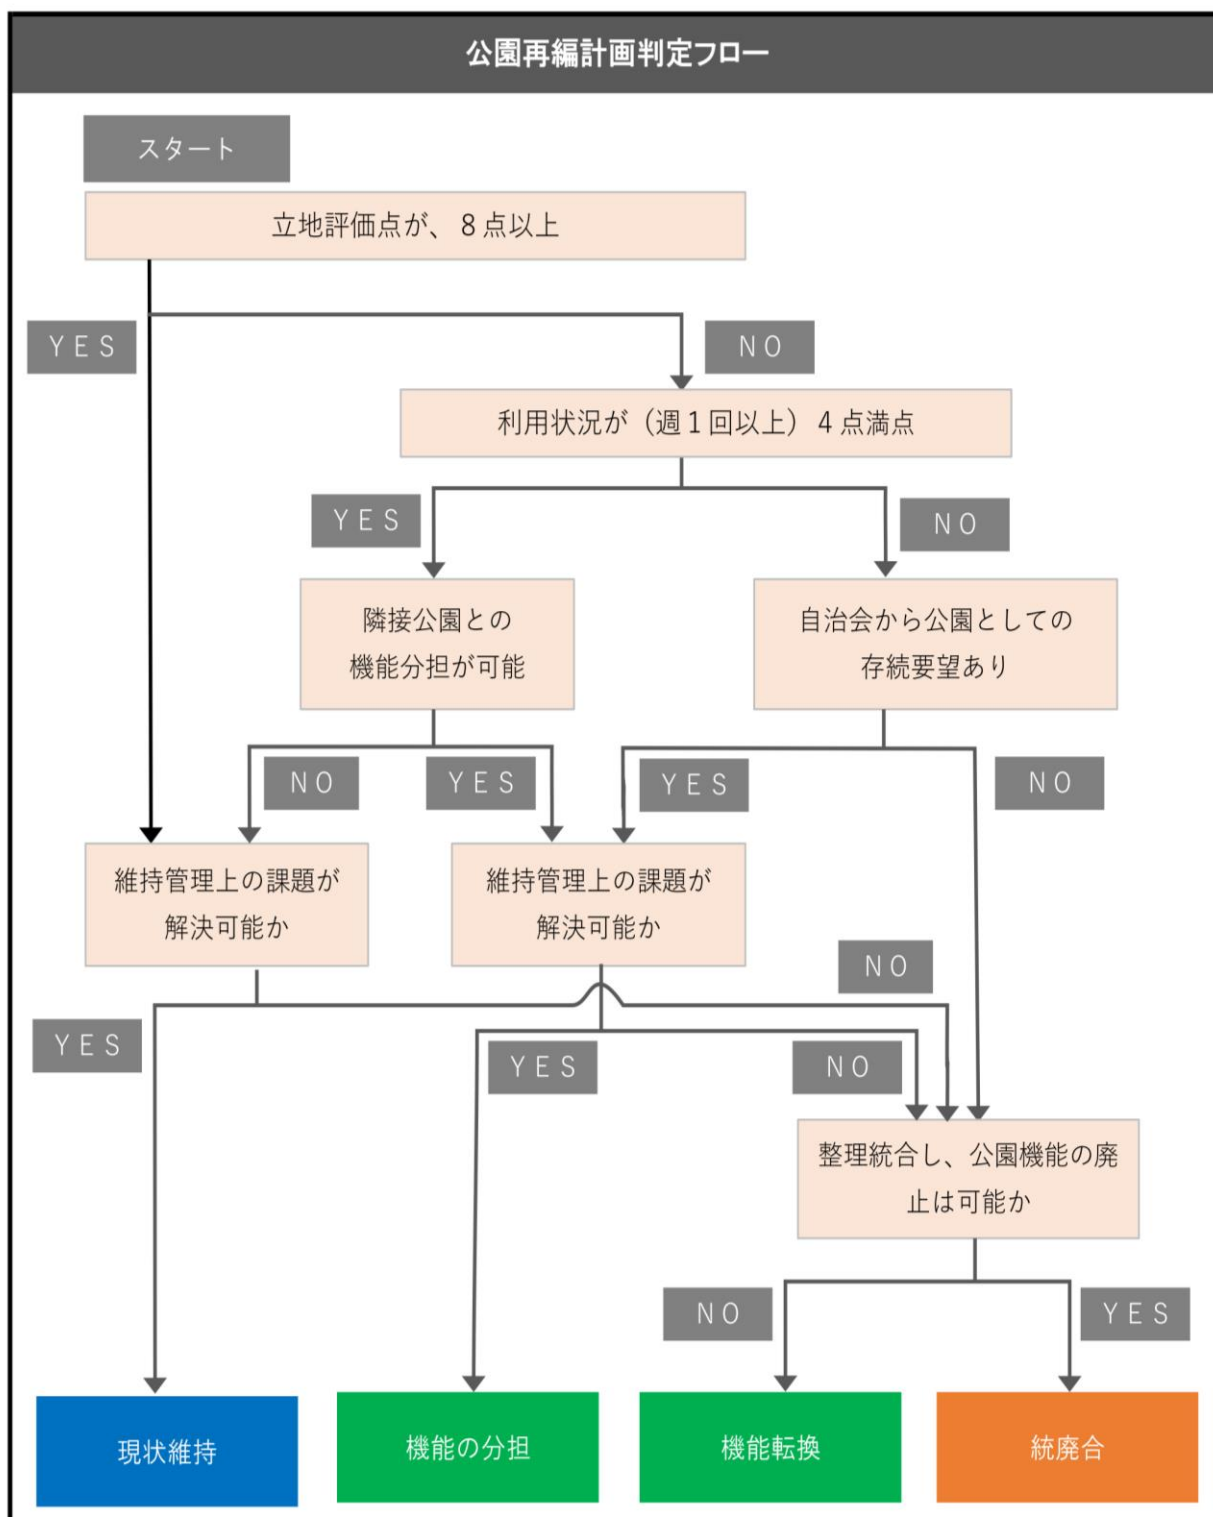 公園再編計画判定フロー
スタート
立地評価点が、８点以上
ＹＥＳ
ＮＯ
利用状況が（週１回以上）４点満点
ＹＥＳ
ＮＯ
隣接公園との
機能分担が可能
自治会から公園としての
存続要望あり
ＮＯ
ＹＥＳ
ＹＥＳ
ＮＯ
維持管理上の課題が
解決可能か
維持管理上の課題が
解決可能か
ＮＯ
ＹＥＳ
ＹＥＳ
ＮＯ
整理統合し、公園機能の廃
止は可能か
ＮＯ
ＹＥＳ
現状維持
機能の分担
機能転換
統廃合